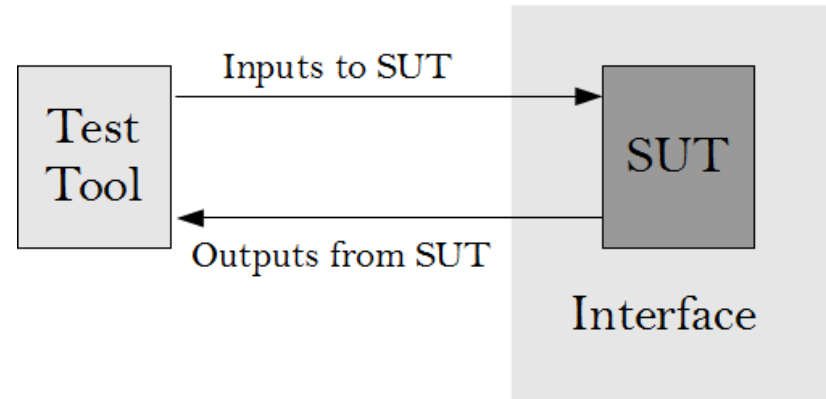 Inputs to SUT
Test
Tool
SUT
Outputs from SUT
Interface